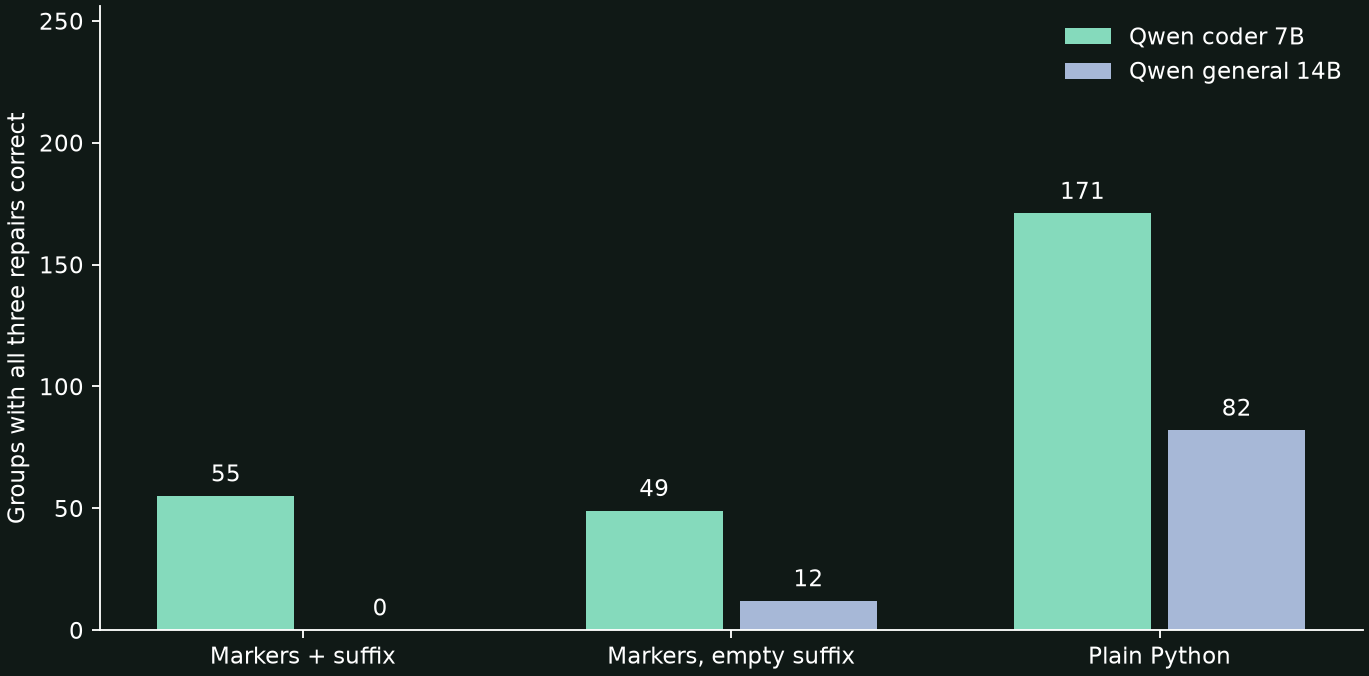 Qwen coder 7B
Qwen general 14B
Groups with all three repairs correct
250
200
150
100
50
0
55
0
49
12
171
82
Markers + suffix
Markers, empty suffix
Plain Python